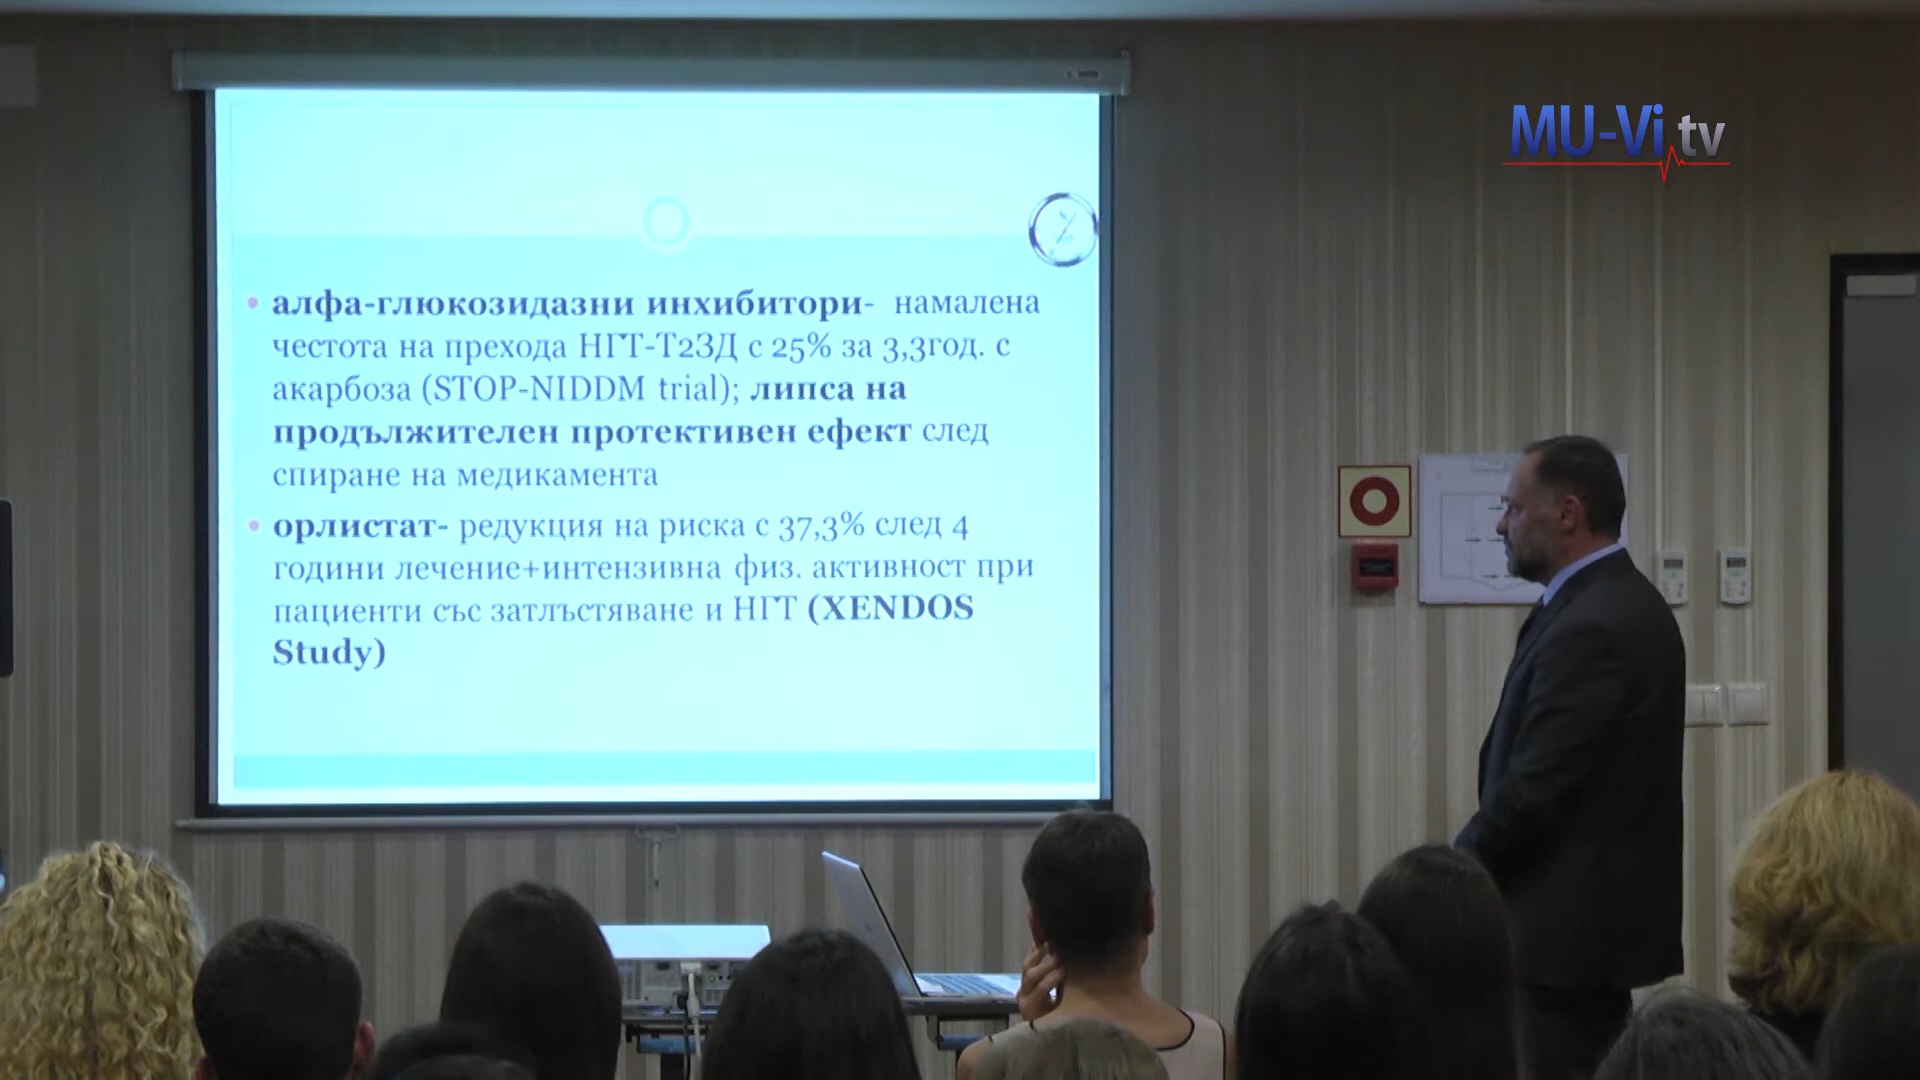 MU-Vi.tv
• алфа-глюкозидазни инхибитори- намалена
честота на прехода НГТ-Т2ЗД с 25% за 3,3год. с
акарбоза (STOP-NIDDM trial); липса на
продължителен протективен ефект след
спиране на медикамента
• орлистат- редукция на риска с 37,3% след 4
години лечение+интензивна физ. активност при
пациенти със затлъстяване и НГТ (XENDOS
Study)